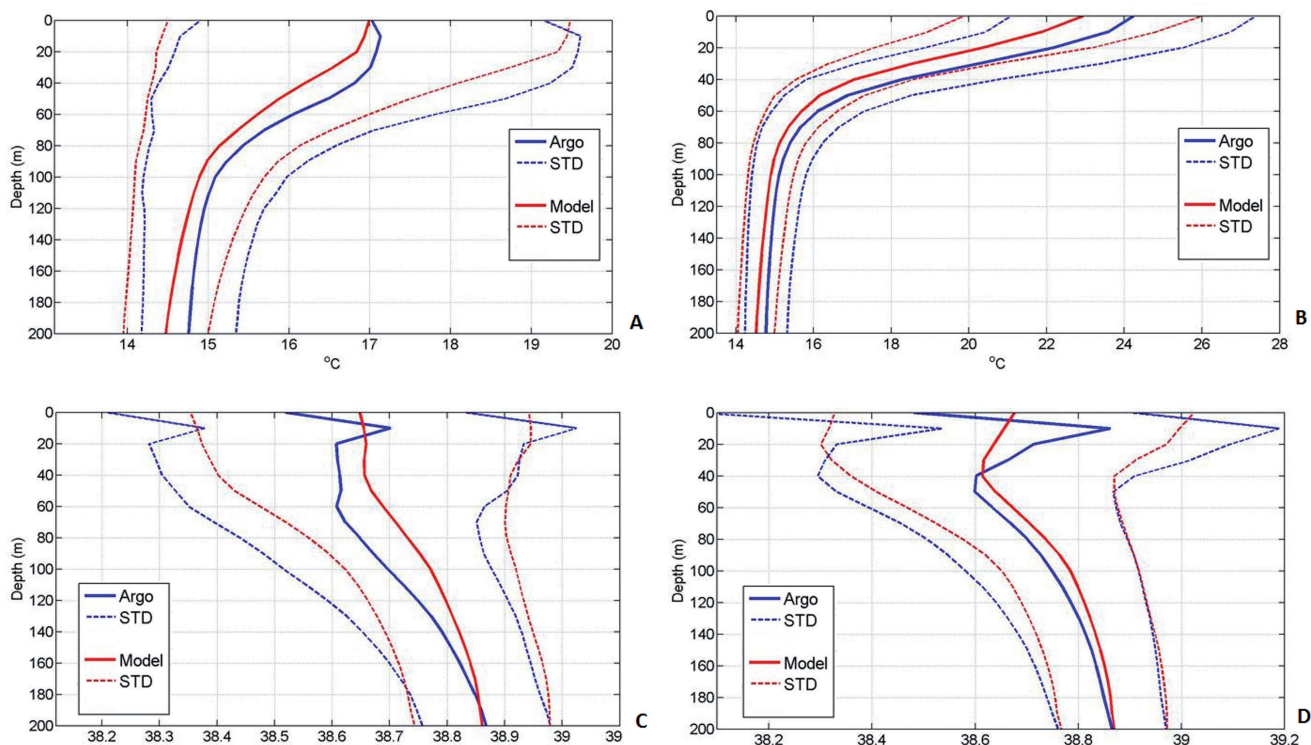 0
20
40
60
80
100
120
140
160
180
200
Depth (m)
14 15 16 17 18 19 20
°C
Argo
STD
Model
STD
A
0
20
40
60
80
100
120
140
160
180
200
Depth (m)
14 16 18 20 22 24 26 28
°C
Argo
STD
Model
STD
B
0
20
40
60
80
100
120
140
160
180
200
Depth (m)
38.2 38.3 38.4 38.5 38.6 38.7 38.8 38.9 39 39.1
Argo
STD
Model
STD
C
0
20
40
60
80
100
120
140
160
180
200
Depth (m)
38.2 38.4 38.6 38.8 39 39.2
Argo
STD
Model
STD
D